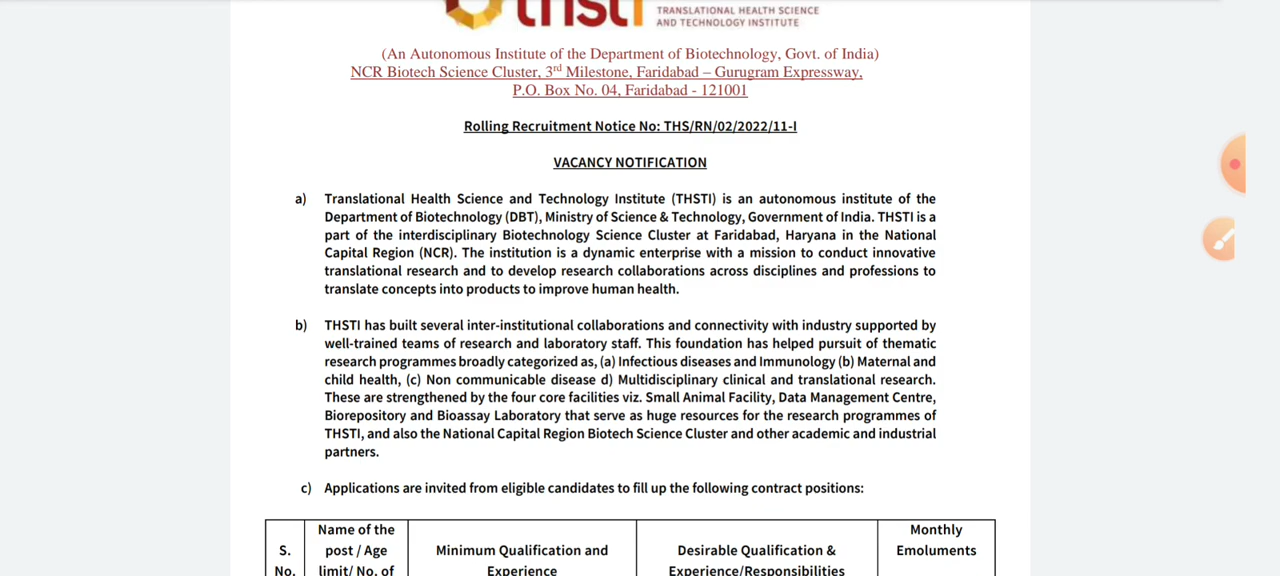 thsti TRANSLATIONAL HEALTH SCIENCE
AND TECHNOLOGY INSTITUTE
(An Autonomous Institute of the Department of Biotechnology, Govt. of India)
NCR Biotech Science Cluster, 3rd Milestone, Faridabad – Gurugram Expressway,
P.O. Box No. 04, Faridabad - 121001
Rolling Recruitment Notice No: THS/RN/02/2022/11-I
VACANCY NOTIFICATION
a) Translational Health Science and Technology Institute (THSTI) is an autonomous institute of the
Department of Biotechnology (DBT), Ministry of Science & Technology, Government of India. THSTI is a
part of the interdisciplinary Biotechnology Science Cluster at Faridabad, Haryana in the National
Capital Region (NCR). The institution is a dynamic enterprise with a mission to conduct innovative
translational research and to develop research collaborations across disciplines and professions to
translate concepts into products to improve human health.
b) THSTI has built several inter-institutional collaborations and connectivity with industry supported by
well-trained teams of research and laboratory staff. This foundation has helped pursuit of thematic
research programmes broadly categorized as, (a) Infectious diseases and Immunology (b) Maternal and
child health, (c) Non communicable disease d) Multidisciplinary clinical and translational research.
These are strengthened by the four core facilities viz. Small Animal Facility, Data Management Centre,
Biorepository and Bioassay Laboratory that serve as huge resources for the research programmes of
THSTI, and also the National Capital Region Biotech Science Cluster and other academic and industrial
partners.
c) Applications are invited from eligible candidates to fill up the following contract positions:
S.
No.
Name of the
post / Age
limit/ No. of
Minimum Qualification and
Experience
Desirable Qualification &
Experience/Responsibilities
Monthly
Emoluments